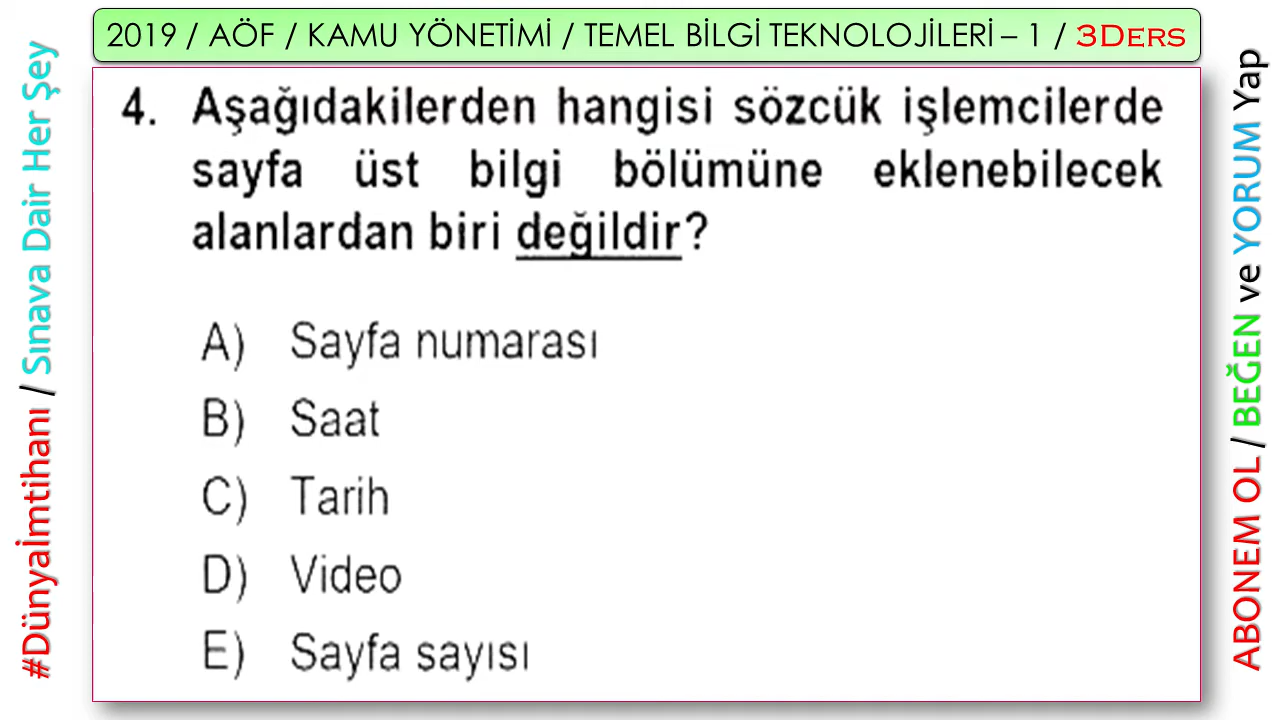 2019 / AÖF / KAMU YÖNETİMİ / TEMEL BİLGİ TEKNOLOJİLERİ – 1 / 3Ders
#Dünyaİmtihanı / Sınava Dair Her Şey
4. Aşağıdakilerden hangisi sözcük işlemcilerde
sayfa üst bilgi bölümüne eklenebilecek
alanlardan biri değildir?
A) Sayfa numarası
B) Saat
C) Tarih
D) Video
E) Sayfa sayısı
ABONEM OL / BEĞEN ve YORUM Yap